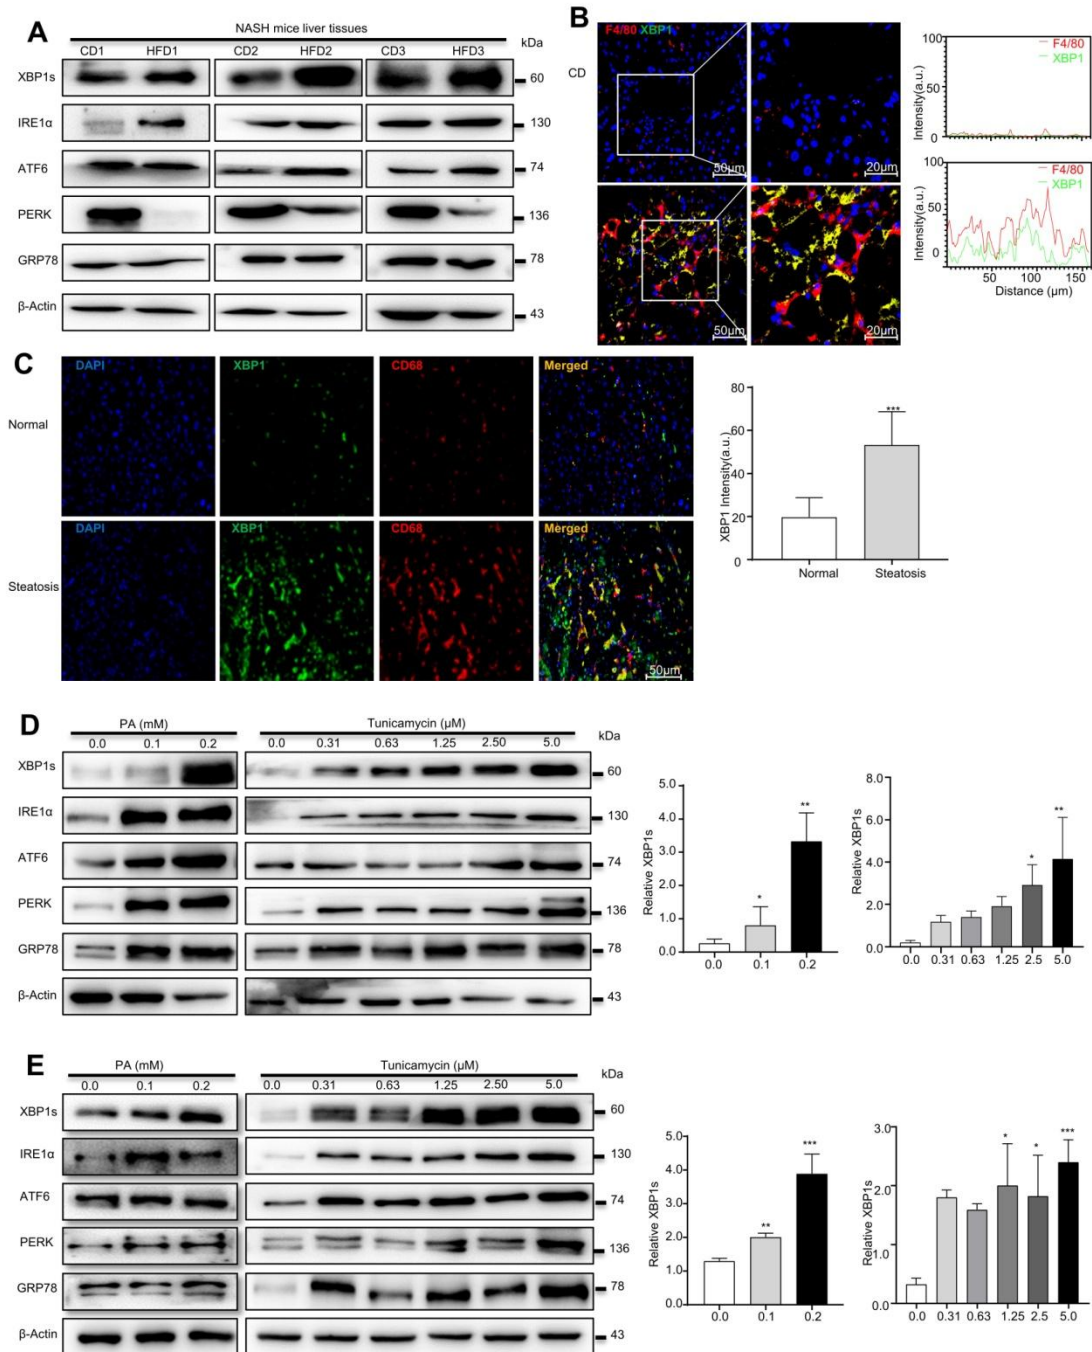 A
NASH mice liver tissues
CD1 HFD1 CD2 HFD2 CD3 HFD3 kDa
XBP1s 60
IRE1α 130
ATF6 74
PERK 136
GRP78 78
β-Actin 43
B
F4/80 XBP1
CD
50µm 20µm
50µm 20µm
Intensity(a.u.)
100
50
0
F4/80
XBP1
Intensity(a.u.)
100
50
0
F4/80
XBP1
50 100 150
Distance (µm)
C
DAPI XBP1 CD68 Merged
Normal
DAPI XBP1 CD68 Merged
Steatosis
50µm
XBP1 Intensity(a.u.)
80
60
40
20
0
***
Normal Steatosis
D
PA (mM) Tunicamycin (µM)
0.0 0.1 0.2 0.0 0.31 0.63 1.25 2.50 5.0 kDa
XBP1s 60
IRE1α 130
ATF6 74
PERK 136
GRP78 78
β-Actin 43
Relative XBP1s
5.0
4.0
3.0
2.0
1.0
0.0
* **
0.0 0.1 0.2
Relative XBP1s
8.0
6.0
4.0
2.0
0.0
* **
0.0 0.31 0.63 1.25 2.5 5.0
E
PA (mM) Tunicamycin (µM)
0.0 0.1 0.2 0.0 0.31 0.63 1.25 2.50 5.0 kDa
XBP1s 60
IRE1α 130
ATF6 74
PERK 136
GRP78 78
β-Actin 43
Relative XBP1s
5.0
4.0
3.0
2.0
1.0
0.0
** ***
0.0 0.1 0.2
Relative XBP1s
3.0
2.0
1.0
0.0
* * ***
0.0 0.31 0.63 1.25 2.5 5.0